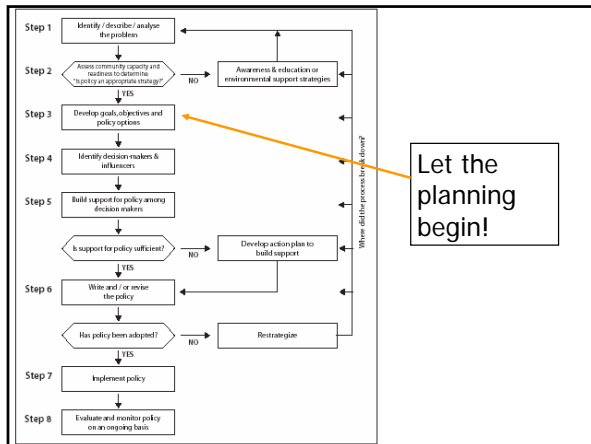 Step 1
Identify / describe / analyse
the problem
Step 2
Assess community capacity and
readiness to determine:
"Is policy an appropriate strategy?"
NO
Awareness & education or
environmental support strategies
YES
Step 3
Develop goals, objectives and
policy options
Let the
planning
begin!
Step 4
Identify decision-makers &
influencers
Where did the process break down?
Step 5
Build support for policy among
decision makers
Is support for policy sufficient?
NO
Develop action plan to
build support
YES
Step 6
Write and / or revise
the policy
Has policy been adopted?
NO
Restrategize
YES
Step 7
Implement policy
Step 8
Evaluate and monitor policy
on an ongoing basis